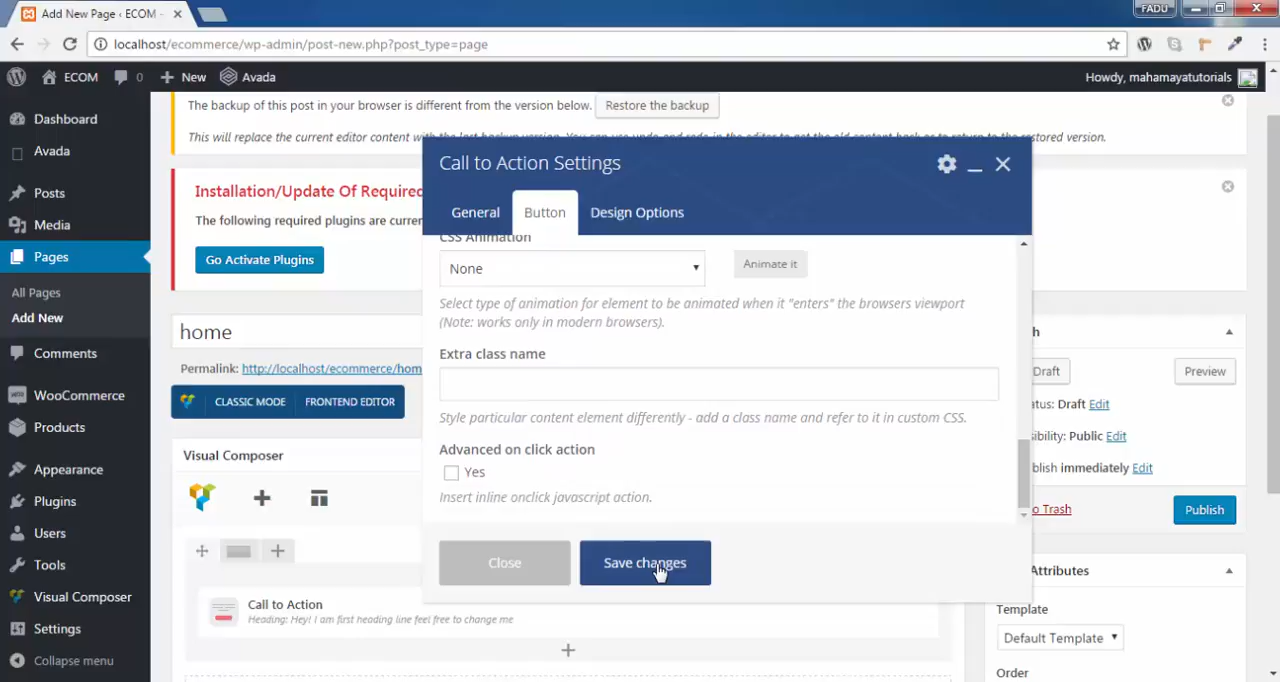 Add New Page ‹ ECOM -
FADU
localhost/ecommerce/wp-admin/post-new.php?post_type=page
ECOM 0 New Avada
Howdy, mahamayatutorials
Dashboard
Avada
Posts
Media
Pages
All Pages
Add New
Comments
WooCommerce
Products
Appearance
Plugins
Users
Tools
Visual Composer
Settings
Collapse menu
The backup of this post in your browser is different from the version below. Restore the backup
This will replace the current editor content with the last backup version. You can use undo and redo in the editor to get the old content back or to return to the restored version.
Installation/Update Of Required
The following required plugins are curren
Go Activate Plugins
home
Permalink: http://localhost/ecommerce/hom
CLASSIC MODE FRONTEND EDITOR
Visual Composer
Call to Action
Heading: Hey! I am first heading line feel free to change me
Call to Action Settings
General Button Design Options
CSS Animation
None
Animate it
Select type of animation for element to be animated when it "enters" the browsers viewport
(Note: works only in modern browsers).
Extra class name
Style particular content element differently - add a class name and refer to it in custom CSS.
Advanced on click action
Yes
Insert inline onclick javascript action.
Close
Save changes
sh
Draft
Preview
tus: Draft Edit
ibility: Public Edit
blish immediately Edit
o Trash
Publish
Attributes
Template
Default Template
Order